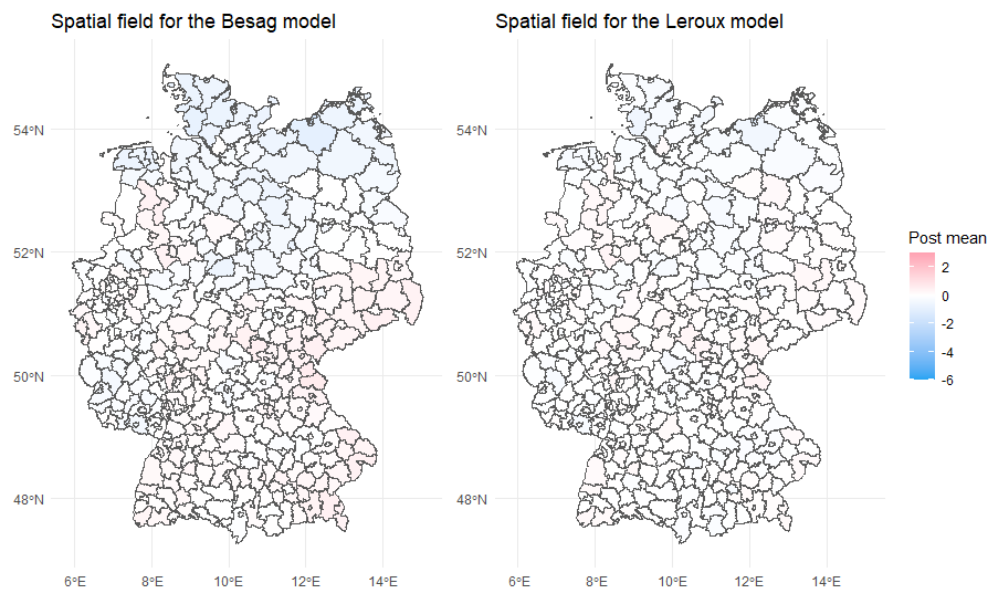 Spatial field for the Besag model
Spatial field for the Leroux model
54°N
52°N
50°N
48°N
6°E
8°E
10°E
12°E
14°E
54°N
52°N
50°N
48°N
6°E
8°E
10°E
12°E
14°E
Post mean
2
0
-2
-4
-6